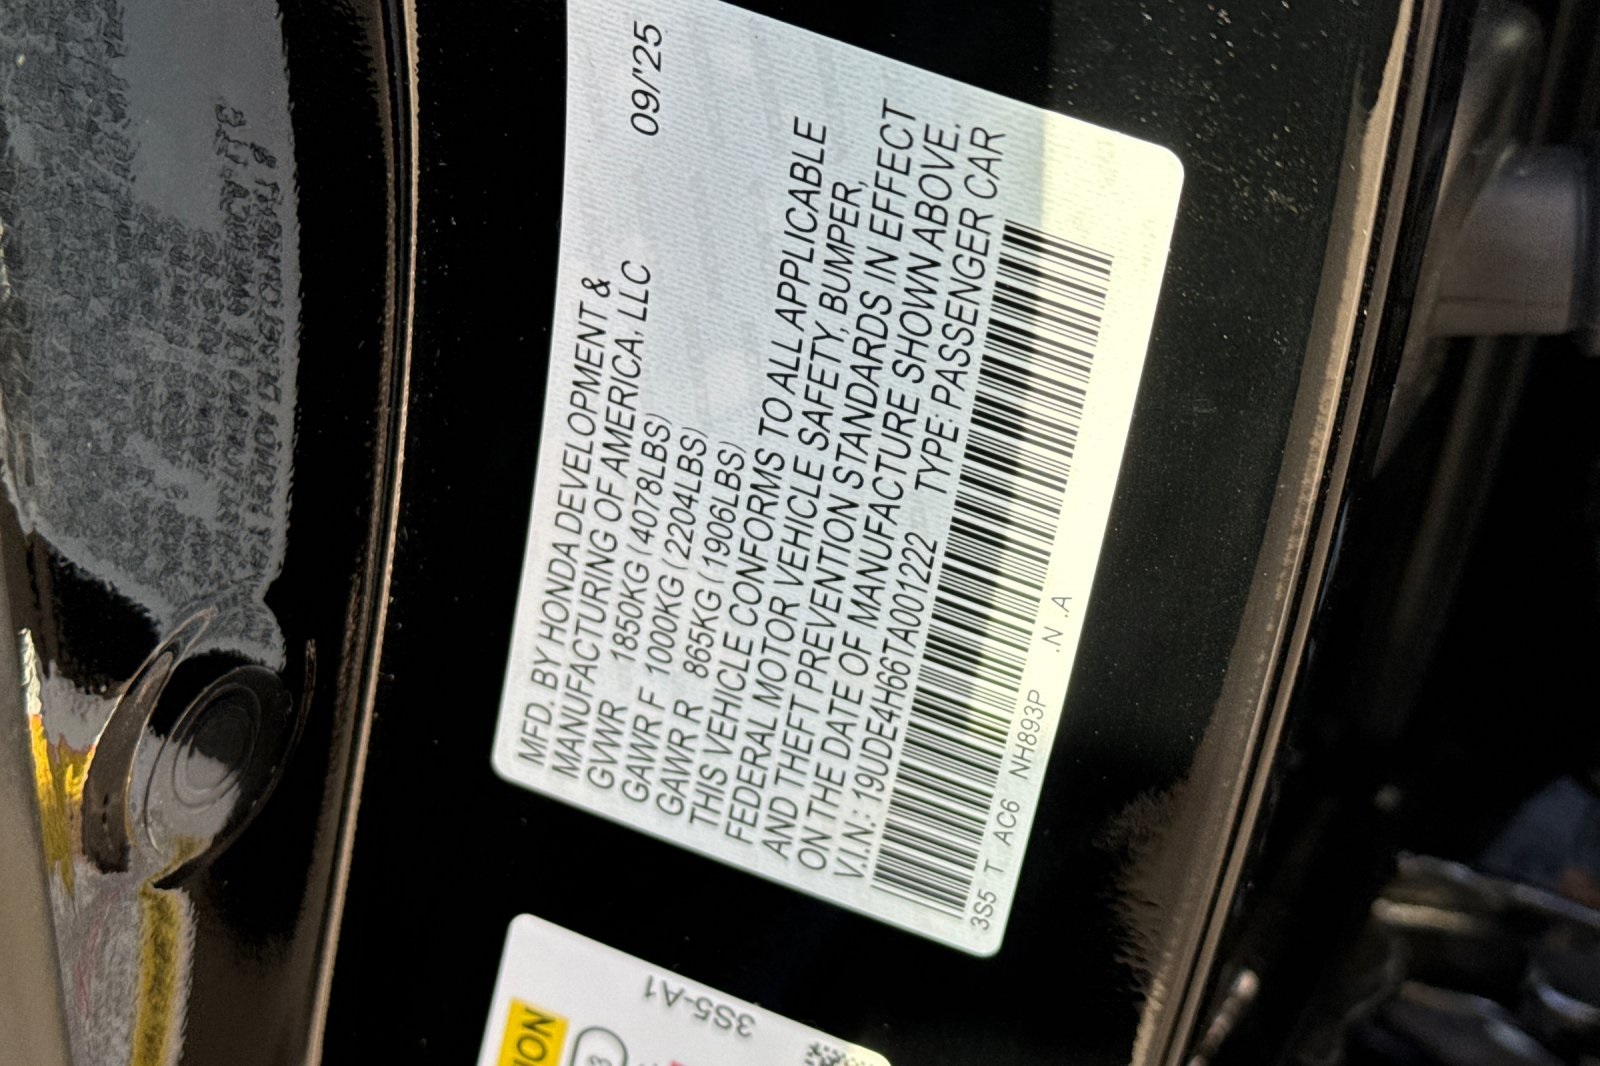 MFD. BY HONDA DEVELOPMENT &
MANUFACTURING OF AMERICA, LLC 09/'25
GVWR 1850KG (4078LBS)
GAWR F 1000KG (2204LBS)
GAWR R 865KG (1906LBS)
THIS VEHICLE CONFORMS TO ALL APPLICABLE
FEDERAL MOTOR VEHICLE SAFETY, BUMPER,
AND THEFT PREVENTION STANDARDS IN EFFECT
ON THE DATE OF MANUFACTURE SHOWN ABOVE.
V.I.N.: 19UDE4H66TA001222 TYPE: PASSENGER CAR
3S5 T AC6 NH893P .N .A
3S5-A1